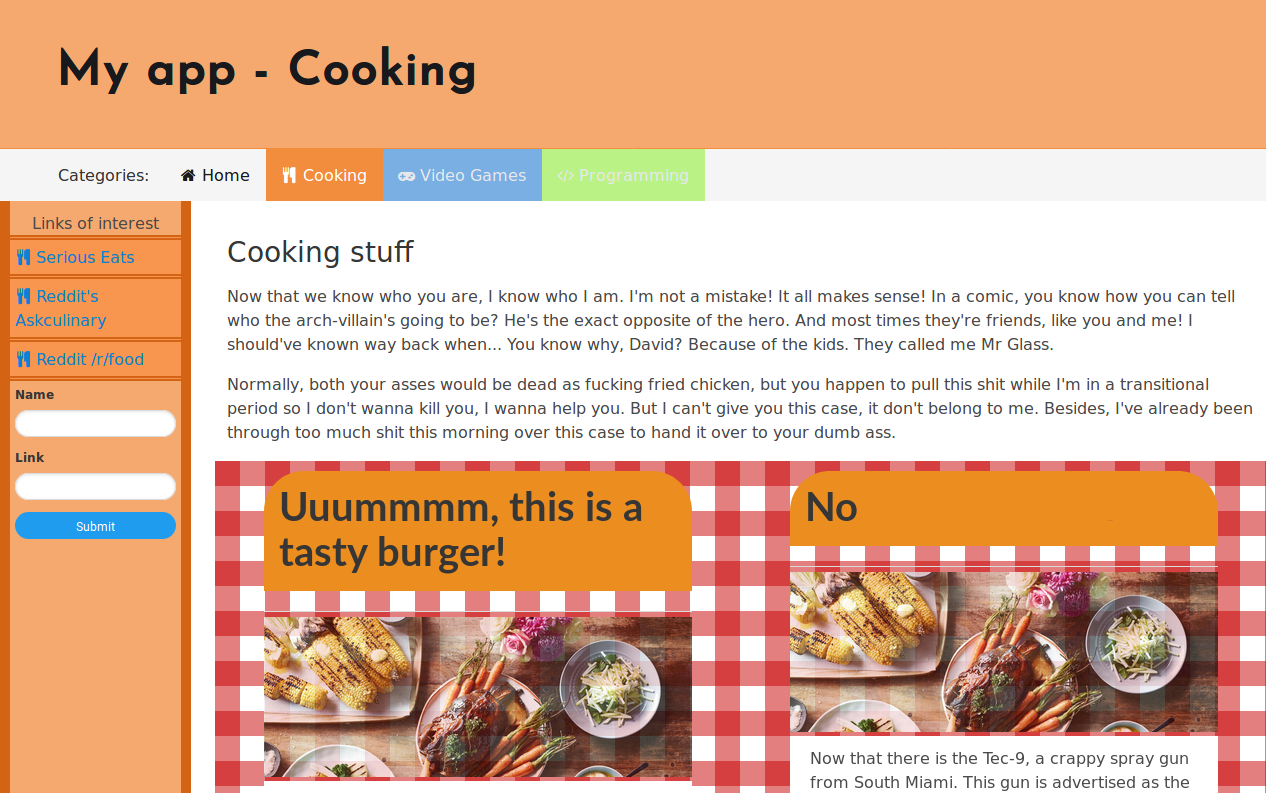 My app - Cooking
Categories: Home Cooking Video Games </> Programming
Links of interest
Serious Eats
Reddit's
Askculinary
Reddit /r/food
Name
Link
Submit
Cooking stuff
Now that we know who you are, I know who I am. I'm not a mistake! It all makes sense! In a comic, you know how you can tell
who the arch-villain's going to be? He's the exact opposite of the hero. And most times they're friends, like you and me! I
should've known way back when... You know why, David? Because of the kids. They called me Mr Glass.
Normally, both your asses would be dead as fucking fried chicken, but you happen to pull this shit while I'm in a transitional
period so I don't wanna kill you, I wanna help you. But I can't give you this case, it don't belong to me. Besides, I've already been
through too much shit this morning over this case to hand it over to your dumb ass.
Uuummmm, this is a
tasty burger!
No
Now that there is the Tec-9, a crappy spray gun
from South Miami. This gun is advertised as the